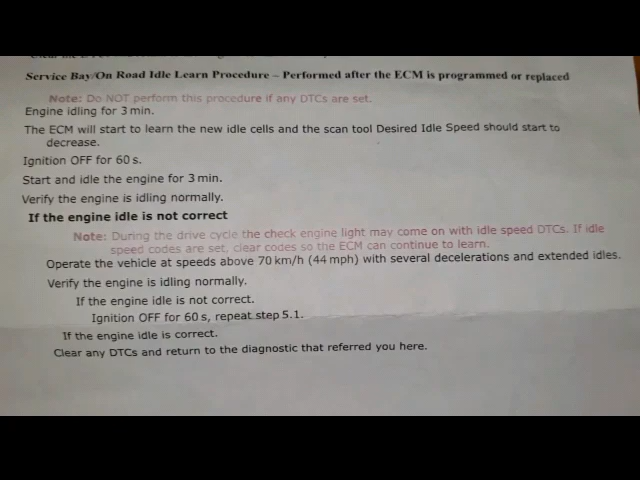 Service Bay/On Road Idle Learn Procedure – Performed after the ECM is programmed or replaced
Note: Do NOT perform this procedure if any DTCs are set.
Engine idling for 3 min.
The ECM will start to learn the new idle cells and the scan tool Desired Idle Speed should start to
decrease.
Ignition OFF for 60 s.
Start and idle the engine for 3 min.
Verify the engine is idling normally.
If the engine idle is not correct
Note: During the drive cycle the check engine light may come on with idle speed DTCs. If idle
speed codes are set, clear codes so the ECM can continue to learn.
Operate the vehicle at speeds above 70 km/h (44 mph) with several decelerations and extended idles.
Verify the engine is idling normally.
If the engine idle is not correct.
Ignition OFF for 60 s, repeat step 5.1.
If the engine idle is correct.
Clear any DTCs and return to the diagnostic that referred you here.